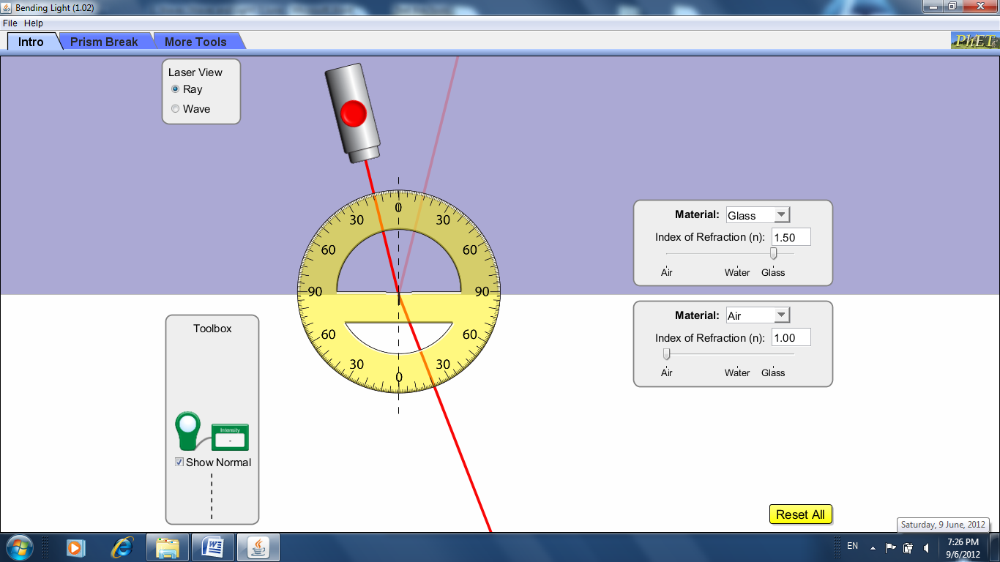 Bending Light (1.02)
File Help
Intro Prism Break More Tools
PhET
Laser View
Ray
Wave
0
30 30
60 60
90 90
60 60
30 30
0
Material: Glass
Index of Refraction (n): 1.50
Air Water Glass
Material: Air
Index of Refraction (n): 1.00
Air Water Glass
Toolbox
Intensity
-
Show Normal
Reset All
Saturday, 9 June, 2012
EN
7:26 PM
9/6/2012